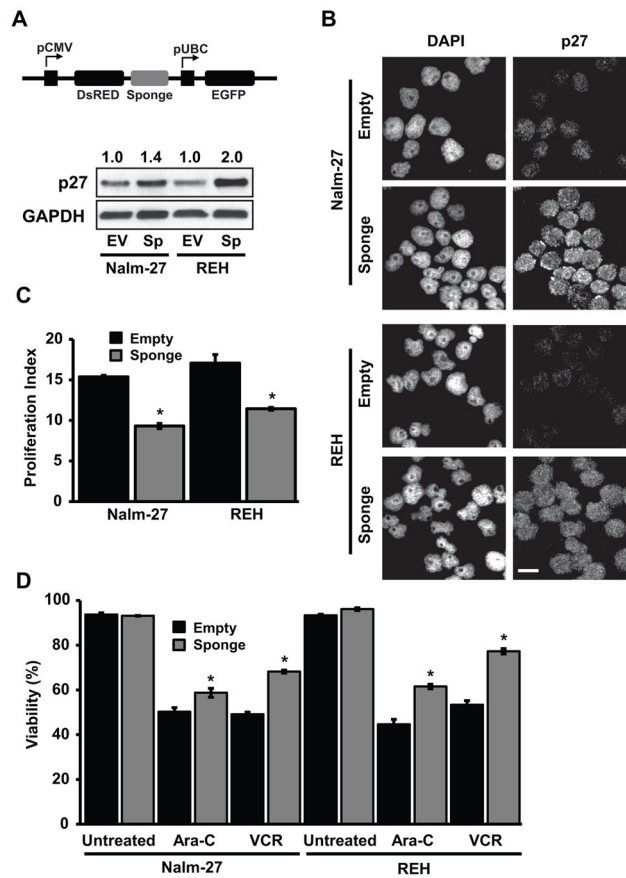 A
pCMV
pUBC
DsRED Sponge EGFP
1.0 1.4 1.0 2.0
p27
GAPDH
EV Sp EV Sp
Nalm-27 REH
B
DAPI p27
Nalm-27
Empty
Sponge
REH
Empty
Sponge
C
Proliferation Index
20
15
10
5
0
Empty
Sponge
*
*
Nalm-27 REH
D
Viability (%)
100
80
60
40
20
0
Empty
Sponge
*
*
*
*
Untreated Ara-C VCR Untreated Ara-C VCR
Nalm-27 REH